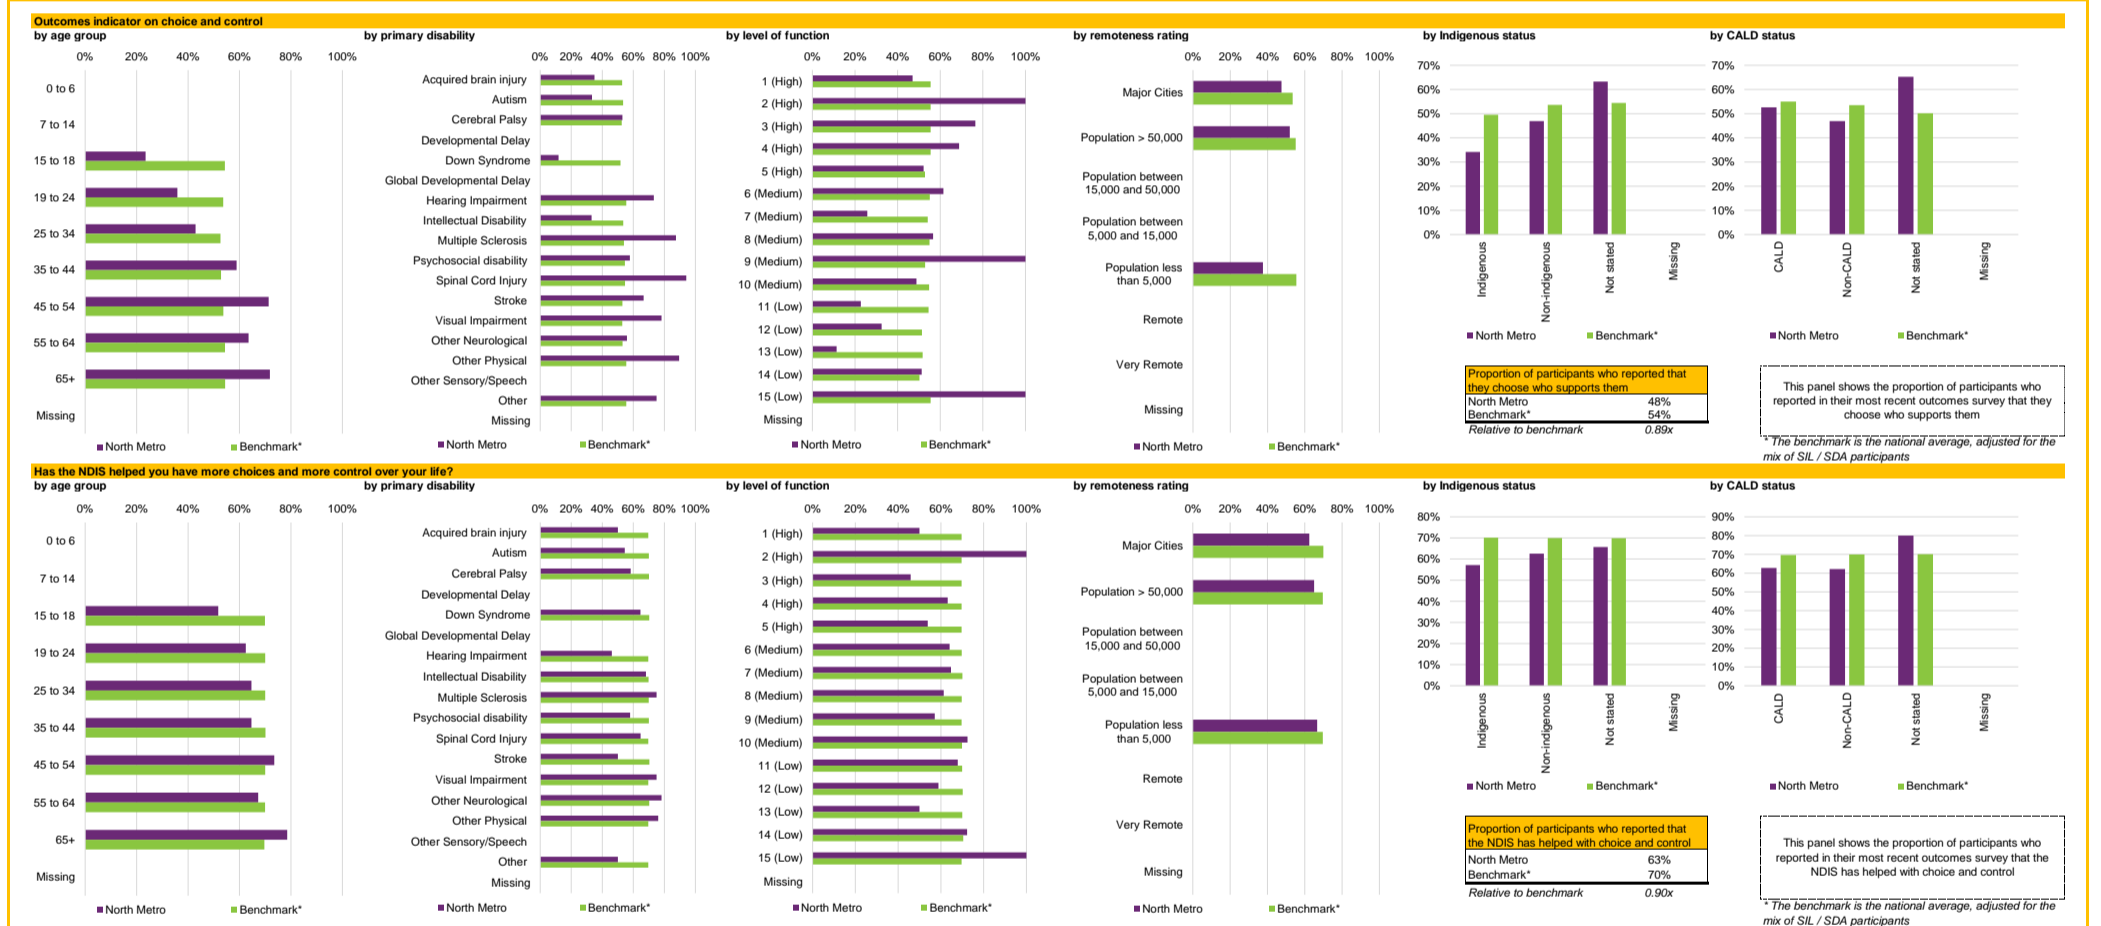 Outcomes indicator on choice and control
by age group
0% 20% 40% 60% 80% 100%
0 to 6
7 to 14
15 to 18
19 to 24
25 to 34
35 to 44
45 to 54
55 to 64
65+
Missing
North Metro Benchmark*
by primary disability
0% 20% 40% 60% 80% 100%
Acquired brain injury
Autism
Cerebral Palsy
Developmental Delay
Down Syndrome
Global Developmental Delay
Hearing Impairment
Intellectual Disability
Multiple Sclerosis
Psychosocial disability
Spinal Cord Injury
Stroke
Visual Impairment
Other Neurological
Other Physical
Other Sensory/Speech
Other
Missing
North Metro Benchmark*
by level of function
0% 20% 40% 60% 80% 100%
1 (High)
2 (High)
3 (High)
4 (High)
5 (High)
6 (Medium)
7 (Medium)
8 (Medium)
9 (Medium)
10 (Medium)
11 (Low)
12 (Low)
13 (Low)
14 (Low)
15 (Low)
Missing
North Metro Benchmark*
by remoteness rating
0% 20% 40% 60% 80% 100%
Major Cities
Population > 50,000
Population between
15,000 and 50,000
Population between
5,000 and 15,000
Population less
than 5,000
Remote
Very Remote
Missing
North Metro Benchmark*
by Indigenous status
70%
60%
50%
40%
30%
20%
10%
0%
Indigenous
Non-indigenous
Not stated
Missing
North Metro Benchmark*
by CALD status
70%
60%
50%
40%
30%
20%
10%
0%
CALD
Non-CALD
Not stated
Missing
North Metro Benchmark*
Proportion of participants who reported that
they choose who supports them
North Metro 48%
Benchmark* 54%
Relative to benchmark 0.89x
This panel shows the proportion of participants who
reported in their most recent outcomes survey that they
choose who supports them
* The benchmark is the national average, adjusted for the
mix of SIL / SDA participants
Has the NDIS helped you have more choices and more control over your life?
by age group
0% 20% 40% 60% 80% 100%
0 to 6
7 to 14
15 to 18
19 to 24
25 to 34
35 to 44
45 to 54
55 to 64
65+
Missing
North Metro Benchmark*
by primary disability
0% 20% 40% 60% 80% 100%
Acquired brain injury
Autism
Cerebral Palsy
Developmental Delay
Down Syndrome
Global Developmental Delay
Hearing Impairment
Intellectual Disability
Multiple Sclerosis
Psychosocial disability
Spinal Cord Injury
Stroke
Visual Impairment
Other Neurological
Other Physical
Other Sensory/Speech
Other
Missing
North Metro Benchmark*
by level of function
0% 20% 40% 60% 80% 100%
1 (High)
2 (High)
3 (High)
4 (High)
5 (High)
6 (Medium)
7 (Medium)
8 (Medium)
9 (Medium)
10 (Medium)
11 (Low)
12 (Low)
13 (Low)
14 (Low)
15 (Low)
Missing
North Metro Benchmark*
by remoteness rating
0% 20% 40% 60% 80% 100%
Major Cities
Population > 50,000
Population between
15,000 and 50,000
Population between
5,000 and 15,000
Population less
than 5,000
Remote
Very Remote
Missing
North Metro Benchmark*
by Indigenous status
80%
70%
60%
50%
40%
30%
20%
10%
0%
Indigenous
Non-indigenous
Not stated
Missing
North Metro Benchmark*
by CALD status
90%
80%
70%
60%
50%
40%
30%
20%
10%
0%
CALD
Non-CALD
Not stated
Missing
North Metro Benchmark*
Proportion of participants who reported that
the NDIS has helped with choice and control
North Metro 63%
Benchmark* 70%
Relative to benchmark 0.90x
This panel shows the proportion of participants who
reported in their most recent outcomes survey that the
NDIS has helped with choice and control
* The benchmark is the national average, adjusted for the
mix of SIL / SDA participants